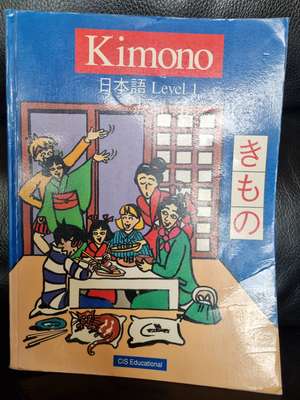 Kimono
日本語 Level 1
きもの
CIS Educational